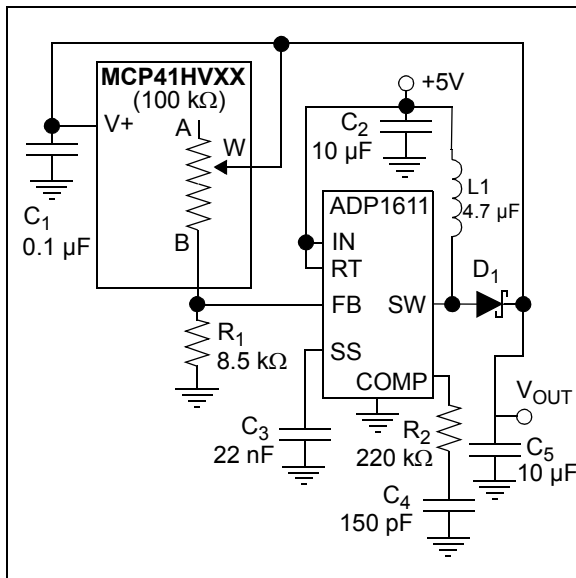 MCP41HVXX
(100 kΩ)
V+
A
W
B
C1
0.1 µF
+5V
C2
10 µF
L1
4.7 µF
ADP1611
IN
RT
D1
FB
SW
R1
8.5 kΩ
SS
COMP
VOUT
C3
22 nF
R2
220 kΩ
C5
10 µF
C4
150 pF